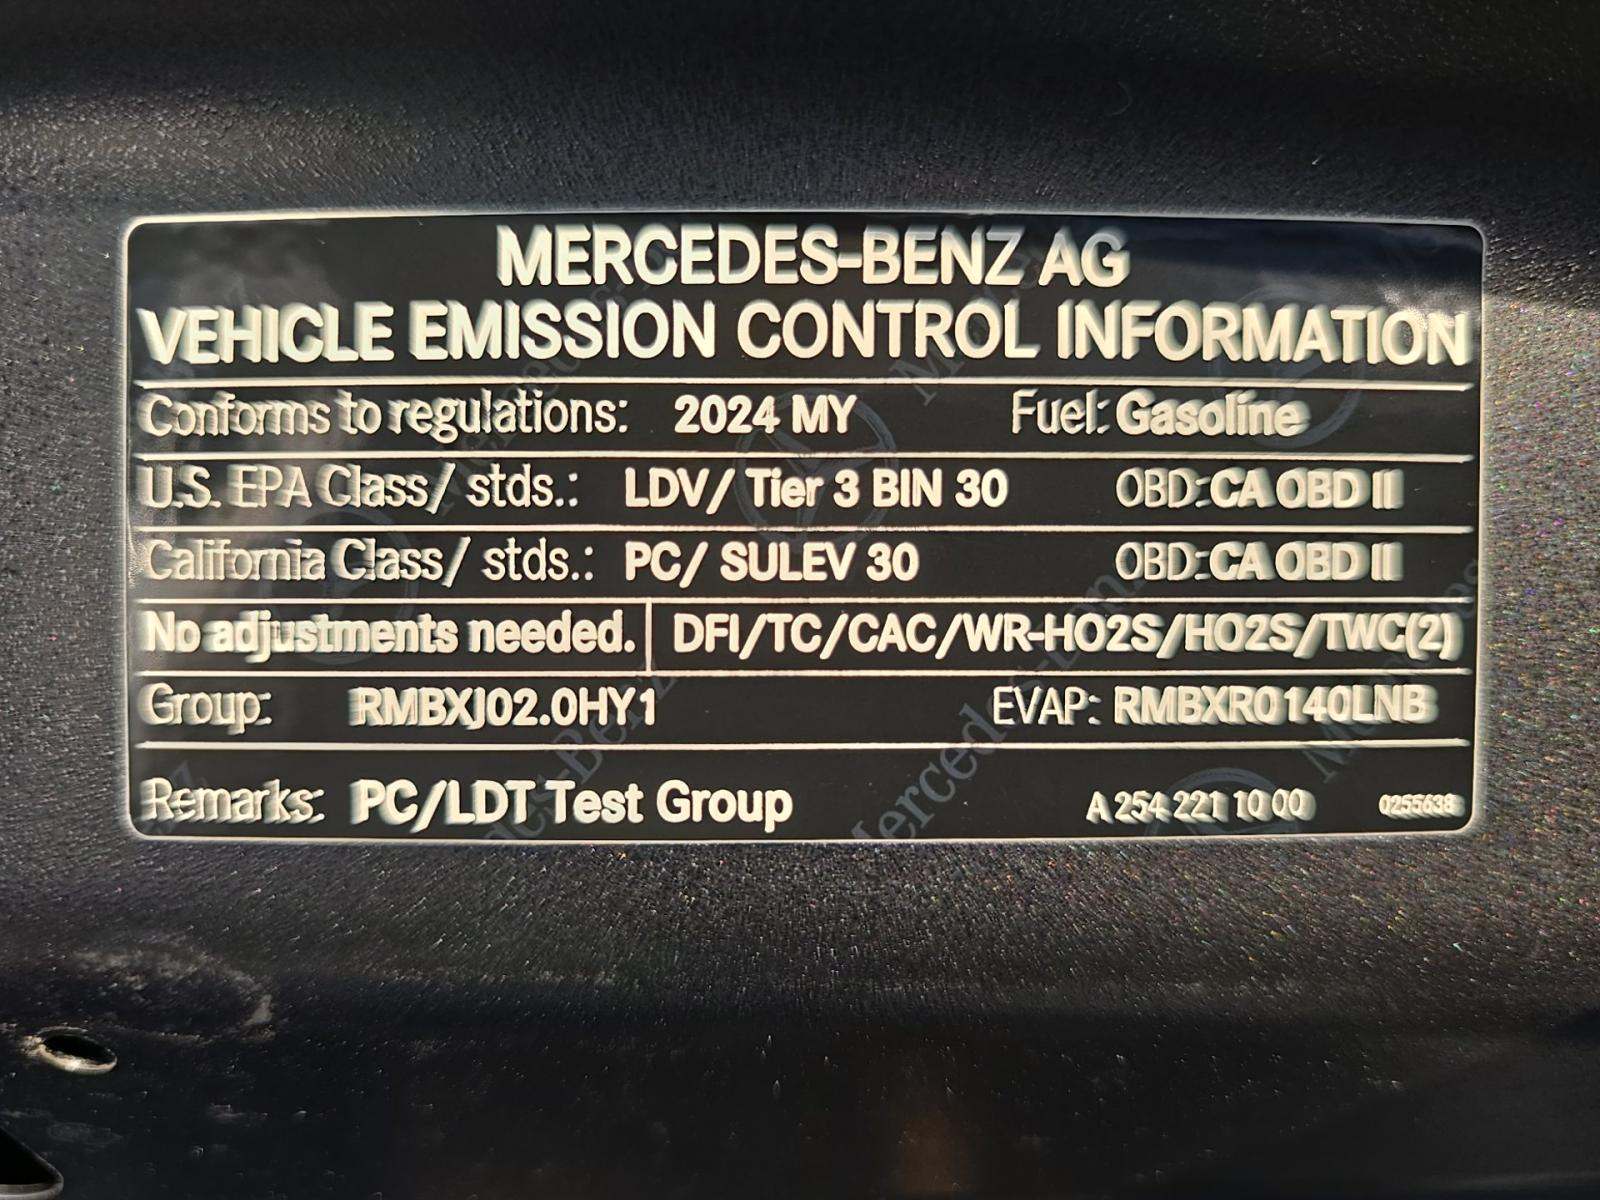 MERCEDES-BENZ AG
VEHICLE EMISSION CONTROL INFORMATION
Conforms to regulations: 2024 MY Fuel: Gasoline
U.S. EPA Class/ stds.: LDV/ Tier 3 BIN 30 OBD: CA OBD II
California Class/ stds.: PC/ SULEV 30 OBD: CA OBD II
No adjustments needed. DFI/TC/CAC/WR-HO2S/HO2S/TWC(2)
Group: RMBXJ02.0HY1 EVAP: RMBXR0140LNB
Remarks: PC/LDT Test Group A 254 221 10 00 0255638